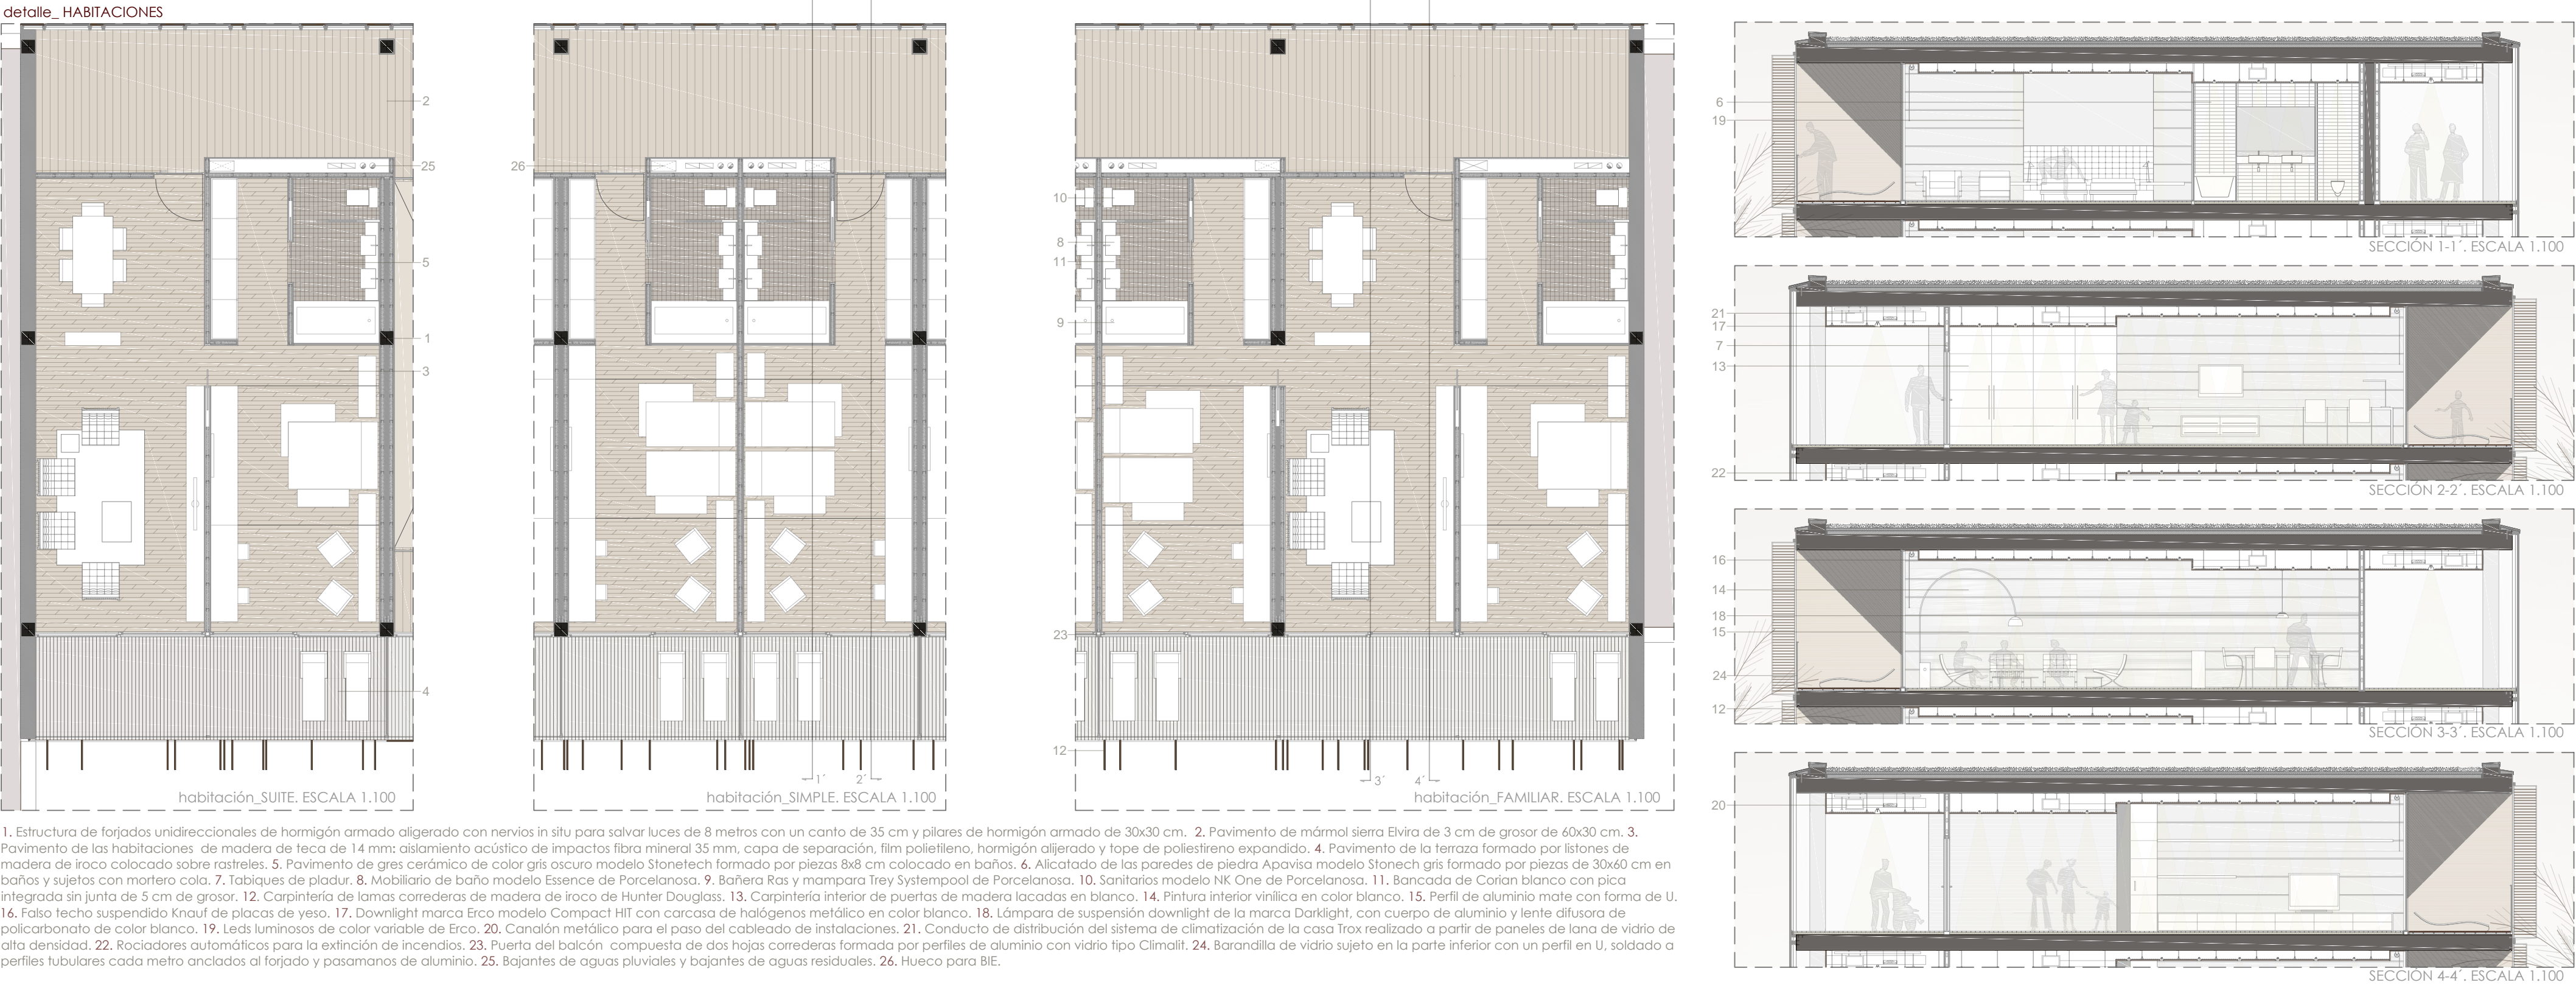 detalle_ HABITACIONES
2
25
5
1
3
4
habitación_SUITE. ESCALA 1.100
26
1´
2´
habitación_SIMPLE. ESCALA 1.100
10
8
11
9
23
12
3´
4´
habitación_FAMILIAR. ESCALA 1.100
6
19
SECCIÓN 1-1´. ESCALA 1.100
21
17
7
13
22
SECCIÓN 2-2´. ESCALA 1.100
16
14
18
15
24
12
SECCIÓN 3-3´. ESCALA 1.100
20
SECCIÓN 4-4´. ESCALA 1.100
1. Estructura de forjados unidireccionales de hormigón armado aligerado con nervios in situ para salvar luces de 8 metros con un canto de 35 cm y pilares de hormigón armado de 30x30 cm. 2. Pavimento de mármol sierra Elvira de 3 cm de grosor de 60x30 cm. 3.
Pavimento de las habitaciones de madera de teca de 14 mm: aislamiento acústico de impactos fibra mineral 35 mm, capa de separación, film polietileno, hormigón alijerado y tope de poliestireno expandido. 4. Pavimento de la terraza formado por listones de
madera de iroco colocado sobre rastreles. 5. Pavimento de gres cerámico de color gris oscuro modelo Stonetech formado por piezas 8x8 cm colocado en baños. 6. Alicatado de las paredes de piedra Apavisa modelo Stonech gris formado por piezas de 30x60 cm en
baños y sujetos con mortero cola. 7. Tabiques de pladur. 8. Mobiliario de baño modelo Essence de Porcelanosa. 9. Bañera Ras y mampara Trey Systempool de Porcelanosa. 10. Sanitarios modelo NK One de Porcelanosa. 11. Bancada de Corian blanco con pica
integrada sin junta de 5 cm de grosor. 12. Carpintería de lamas correderas de madera de iroco de Hunter Douglass. 13. Carpintería interior de puertas de madera lacadas en blanco. 14. Pintura interior vinílica en color blanco. 15. Perfil de aluminio mate con forma de U.
16. Falso techo suspendido Knauf de placas de yeso. 17. Downlight marca Erco modelo Compact HIT con carcasa de halógenos metálico en color blanco. 18. Lámpara de suspensión downlight de la marca Darklight, con cuerpo de aluminio y lente difusora de
policarbonato de color blanco. 19. Leds luminosos de color variable de Erco. 20. Canalón metálico para el paso del cableado de instalaciones. 21. Conducto de distribución del sistema de climatización de la casa Trox realizado a partir de paneles de lana de vidrio de
alta densidad. 22. Rociadores automáticos para la extinción de incendios. 23. Puerta del balcón compuesta de dos hojas correderas formada por perfiles de aluminio con vidrio tipo Climalit. 24. Barandilla de vidrio sujeto en la parte inferior con un perfil en U, soldado a
perfiles tubulares cada metro anclados al forjado y pasamanos de aluminio. 25. Bajantes de aguas pluviales y bajantes de aguas residuales. 26. Hueco para BIE.